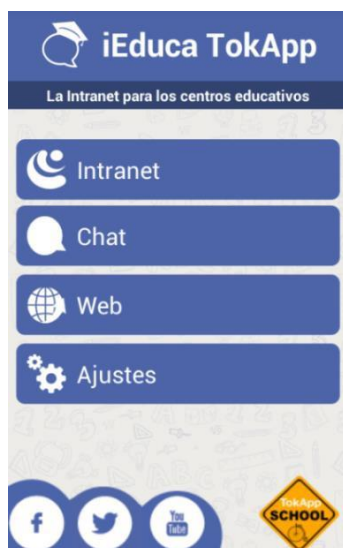 iEduca TokApp
La Intranet para los centros educativos
Intranet
Chat
Web
Ajustes
f
You
Tube
TokApp
SCHOOL